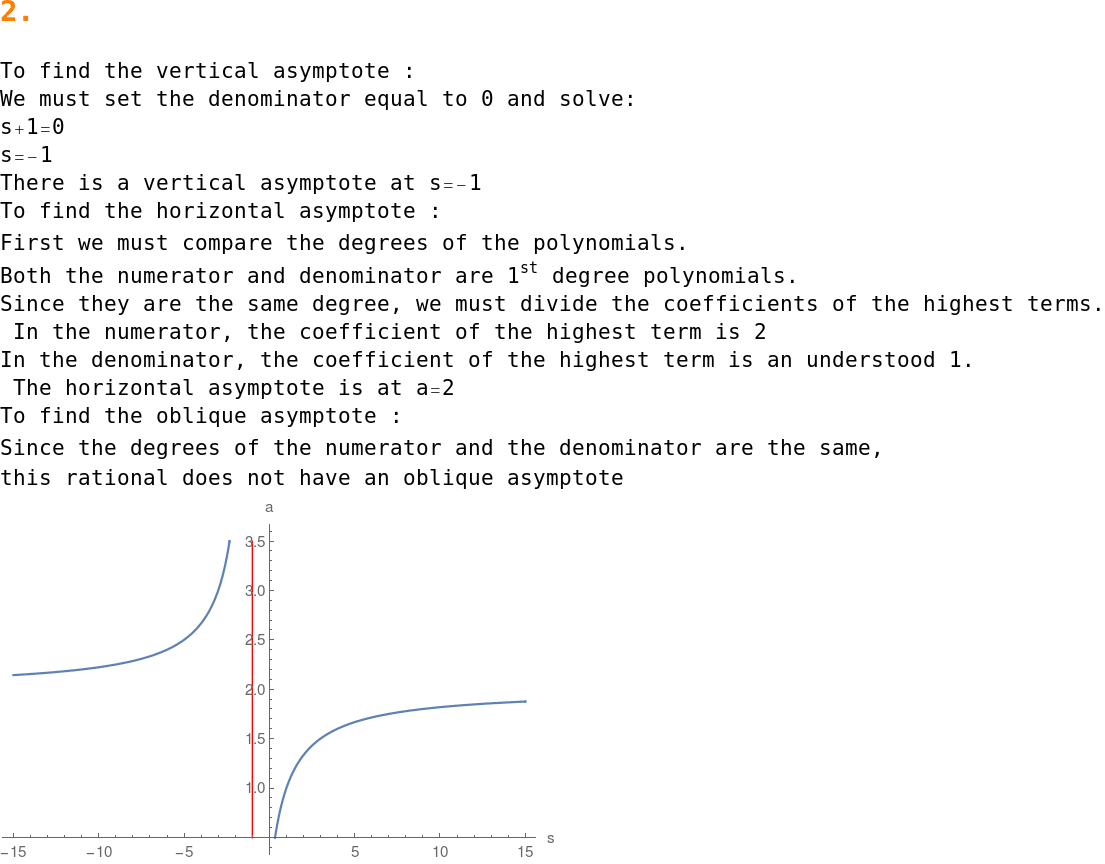 2.
To find the vertical asymptote :
We must set the denominator equal to 0 and solve:
s+1=0
s=-1
There is a vertical asymptote at s=-1
To find the horizontal asymptote :
First we must compare the degrees of the polynomials.
Both the numerator and denominator are 1st degree polynomials.
Since they are the same degree, we must divide the coefficients of the highest terms.
In the numerator, the coefficient of the highest term is 2
In the denominator, the coefficient of the highest term is an understood 1.
The horizontal asymptote is at a=2
To find the oblique asymptote :
Since the degrees of the numerator and the denominator are the same,
this rational does not have an oblique asymptote
a
3.5
3.0
2.5
2.0
1.5
1.0
s
-15 -10 -5 5 10 15